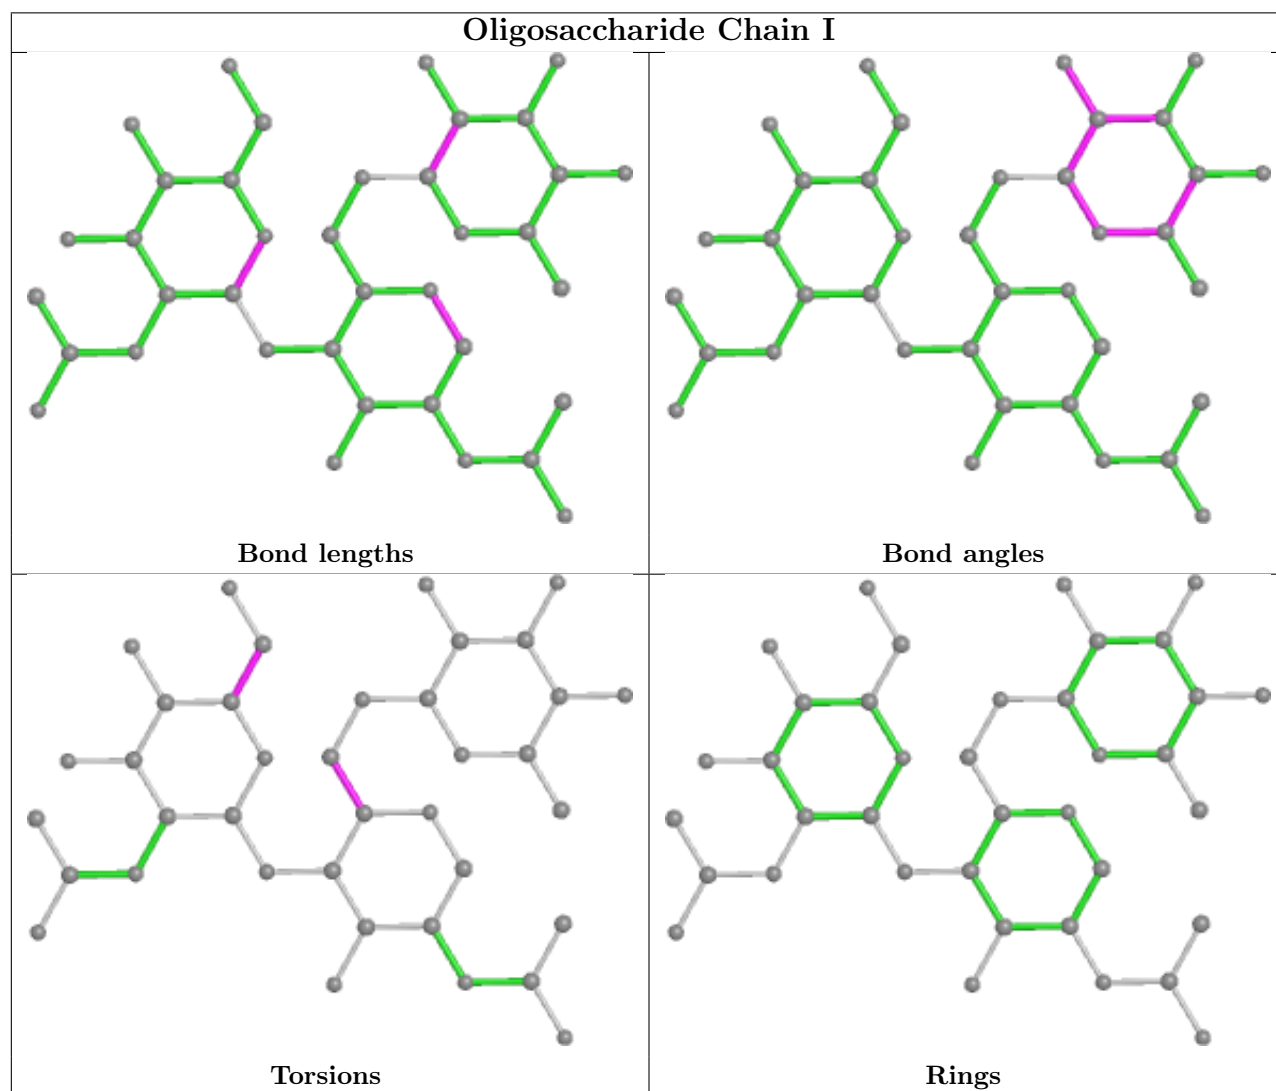 Oligosaccharide Chain I
Bond lengths
Bond angles
Torsions
Rings